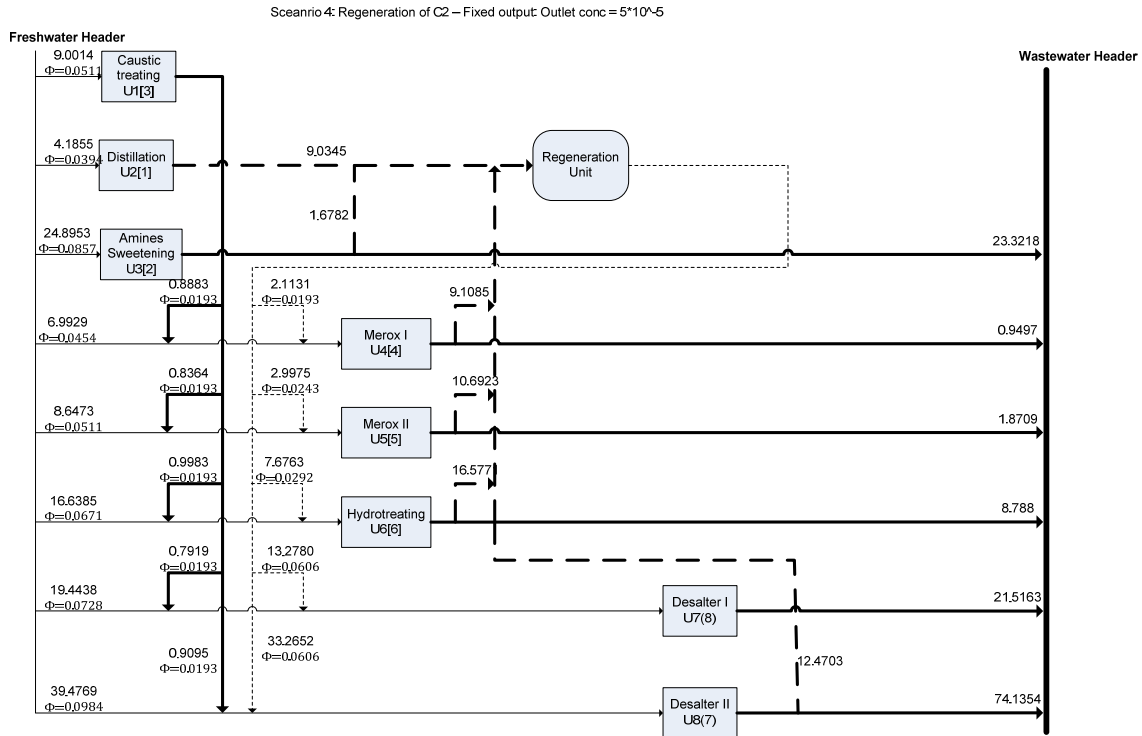 Sceanrio 4: Regeneration of C2 – Fixed output: Outlet conc = 5*10^-5
Freshwater Header
Wastewater Header
9.0014
Φ=0.0511
Caustic
treating
U1[3]
4.1855
Φ=0.0394
Distillation
U2[1]
9.0345
Regeneration
Unit
1.6782
24.8953
Φ=0.0857
Amines
Sweetening
U3[2]
23.3218
0.8883
Φ=0.0193
2.1131
Φ=0.0193
9.1085
6.9929
Φ=0.0454
Merox I
U4[4]
0.9497
0.8364
Φ=0.0193
2.9975
Φ=0.0243
10.6923
8.6473
Φ=0.0511
Merox II
U5[5]
1.8709
0.9983
Φ=0.0193
7.6763
Φ=0.0292
16.577
16.6385
Φ=0.0671
Hydrotreating
U6[6]
8.788
0.7919
Φ=0.0193
13.2780
Φ=0.0606
19.4438
Φ=0.0728
Desalter I
U7(8)
21.5163
0.9095
Φ=0.0193
33.2652
Φ=0.0606
12.4703
39.4769
Φ=0.0984
Desalter II
U8(7)
74.1354